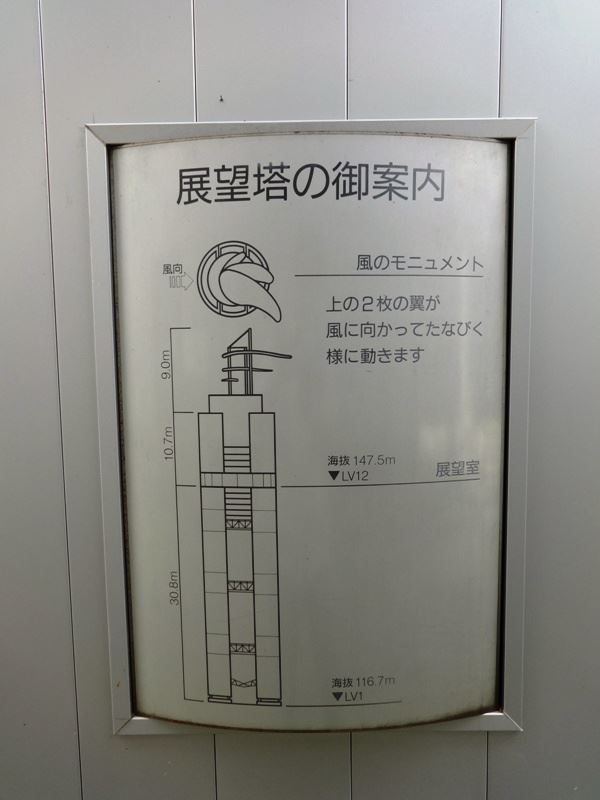 展望塔の御案内
風向
風のモニュメント
上の2枚の翼が
風に向かってたなびく
様に動きます
9.0m
10.7m
海抜 147.5m
▼LV12
展望室
30.8m
海抜 116.7m
▼LV1